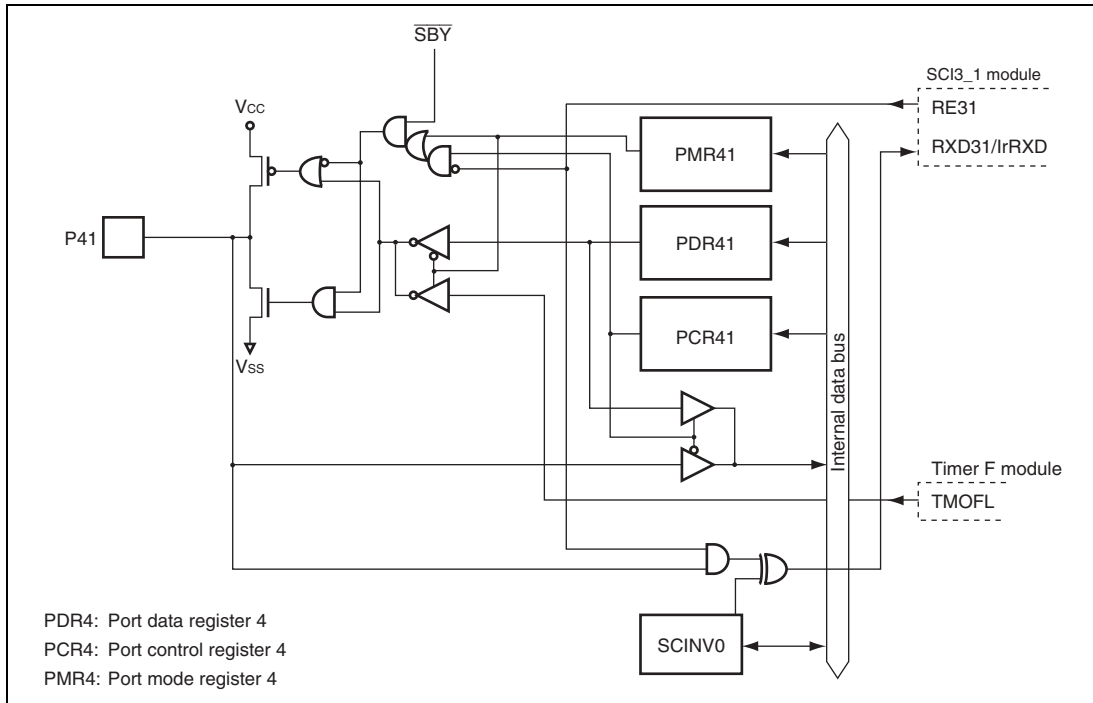 SBY
SCI3_1 module
RE31
RXD31/IrRXD
VCC
PMR41
P41
PDR41
PCR41
VSS
Internal data bus
Timer F module
TMOFL
SCINV0
PDR4: Port data register 4
PCR4: Port control register 4
PMR4: Port mode register 4